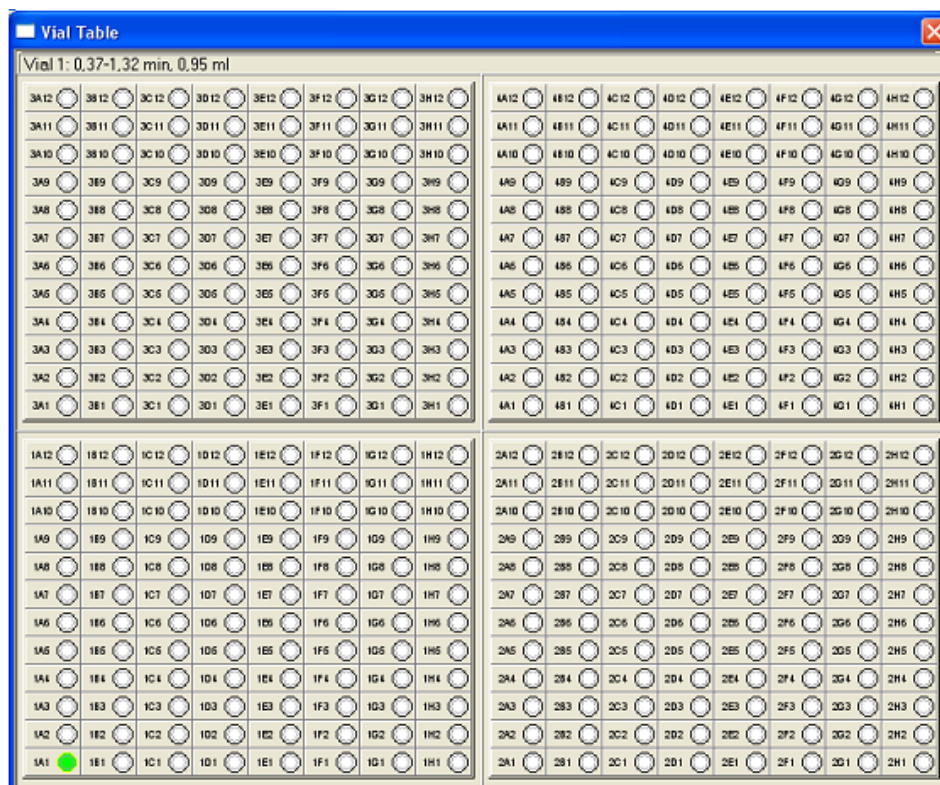 Vial Table
Vial 1: 0,37-1,32 min, 0,95 ml
3A12 3B12 3C12 3D12 3E12 3F12 3G12 3H12 4A12 4B12 4C12 4D12 4E12 4F12 4G12 4H12
3A11 3B11 3C11 3D11 3E11 3F11 3G11 3H11 4A11 4B11 4C11 4D11 4E11 4F11 4G11 4H11
3A10 3B10 3C10 3D10 3E10 3F10 3G10 3H10 4A10 4B10 4C10 4D10 4E10 4F10 4G10 4H10
3A9 3B9 3C9 3D9 3E9 3F9 3G9 3H9 4A9 4B9 4C9 4D9 4E9 4F9 4G9 4H9
3A8 3B8 3C8 3D8 3E8 3F8 3G8 3H8 4A8 4B8 4C8 4D8 4E8 4F8 4G8 4H8
3A7 3B7 3C7 3D7 3E7 3F7 3G7 3H7 4A7 4B7 4C7 4D7 4E7 4F7 4G7 4H7
3A6 3B6 3C6 3D6 3E6 3F6 3G6 3H6 4A6 4B6 4C6 4D6 4E6 4F6 4G6 4H6
3A5 3B5 3C5 3D5 3E5 3F5 3G5 3H5 4A5 4B5 4C5 4D5 4E5 4F5 4G5 4H5
3A4 3B4 3C4 3D4 3E4 3F4 3G4 3H4 4A4 4B4 4C4 4D4 4E4 4F4 4G4 4H4
3A3 3B3 3C3 3D3 3E3 3F3 3G3 3H3 4A3 4B3 4C3 4D3 4E3 4F3 4G3 4H3
3A2 3B2 3C2 3D2 3E2 3F2 3G2 3H2 4A2 4B2 4C2 4D2 4E2 4F2 4G2 4H2
3A1 3B1 3C1 3D1 3E1 3F1 3G1 3H1 4A1 4B1 4C1 4D1 4E1 4F1 4G1 4H1
1A12 1B12 1C12 1D12 1E12 1F12 1G12 1H12 2A12 2B12 2C12 2D12 2E12 2F12 2G12 2H12
1A11 1B11 1C11 1D11 1E11 1F11 1G11 1H11 2A11 2B11 2C11 2D11 2E11 2F11 2G11 2H11
1A10 1B10 1C10 1D10 1E10 1F10 1G10 1H10 2A10 2B10 2C10 2D10 2E10 2F10 2G10 2H10
1A9 1B9 1C9 1D9 1E9 1F9 1G9 1H9 2A9 2B9 2C9 2D9 2E9 2F9 2G9 2H9
1A8 1B8 1C8 1D8 1E8 1F8 1G8 1H8 2A8 2B8 2C8 2D8 2E8 2F8 2G8 2H8
1A7 1B7 1C7 1D7 1E7 1F7 1G7 1H7 2A7 2B7 2C7 2D7 2E7 2F7 2G7 2H7
1A6 1B6 1C6 1D6 1E6 1F6 1G6 1H6 2A6 2B6 2C6 2D6 2E6 2F6 2G6 2H6
1A5 1B5 1C5 1D5 1E5 1F5 1G5 1H5 2A5 2B5 2C5 2D5 2E5 2F5 2G5 2H5
1A4 1B4 1C4 1D4 1E4 1F4 1G4 1H4 2A4 2B4 2C4 2D4 2E4 2F4 2G4 2H4
1A3 1B3 1C3 1D3 1E3 1F3 1G3 1H3 2A3 2B3 2C3 2D3 2E3 2F3 2G3 2H3
1A2 1B2 1C2 1D2 1E2 1F2 1G2 1H2 2A2 2B2 2C2 2D2 2E2 2F2 2G2 2H2
1A1 1B1 1C1 1D1 1E1 1F1 1G1 1H1 2A1 2B1 2C1 2D1 2E1 2F1 2G1 2H1